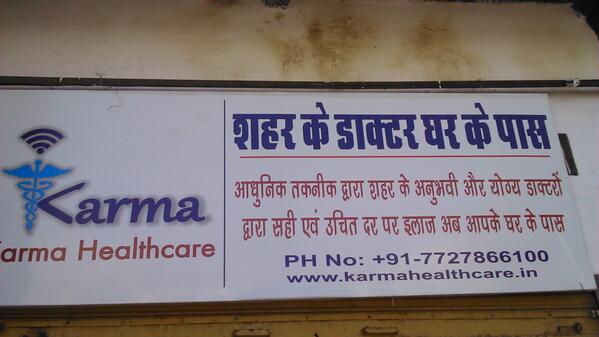 Karma
Karma Healthcare
शहर के डाक्टर घर के पास
आधुनिक तकनीक द्वारा शहर के अनुभवी और योग्य डाक्टरों
द्वारा सही एवं उचित दर पर इलाज अब आपके घर के पास
PH No: +91-7727866100
www.karmahealthcare.in